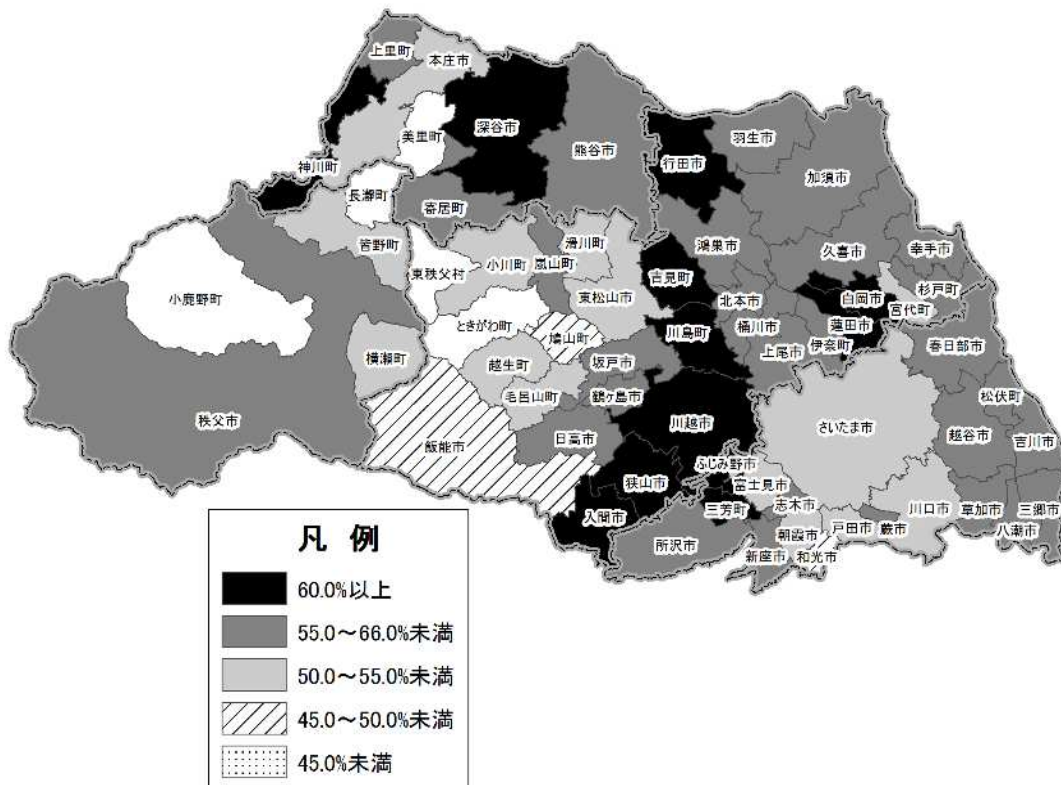 上里町
本庄市
美里町
深谷市
熊谷市
行田市
羽生市
加須市
神川町
長瀞町
寄居町
皆野町
鴻巣市
久喜市
幸手市
小鹿野町
東秩父村
小川町
嵐山町
滑川町
吉見町
東松山市
北本市
白岡市
杉戸町
宮代町
ときがわ町
鳩山町
川島町
桶川市
蓮田市
横瀬町
越生町
坂戸市
上尾市
伊奈町
春日部市
毛呂山町
鶴ヶ島市
松伏町
秩父市
飯能市
日高市
川越市
さいたま市
越谷市
吉川市
狭山市
ふじみ野市
富士見市
三芳町
志木市
入間市
所沢市
新座市
朝霞市
和光市
戸田市
蕨市
川口市
草加市
八潮市
三郷市
凡 例
60.0%以上
55.0～66.0%未満
50.0～55.0%未満
45.0～50.0%未満
45.0%未満